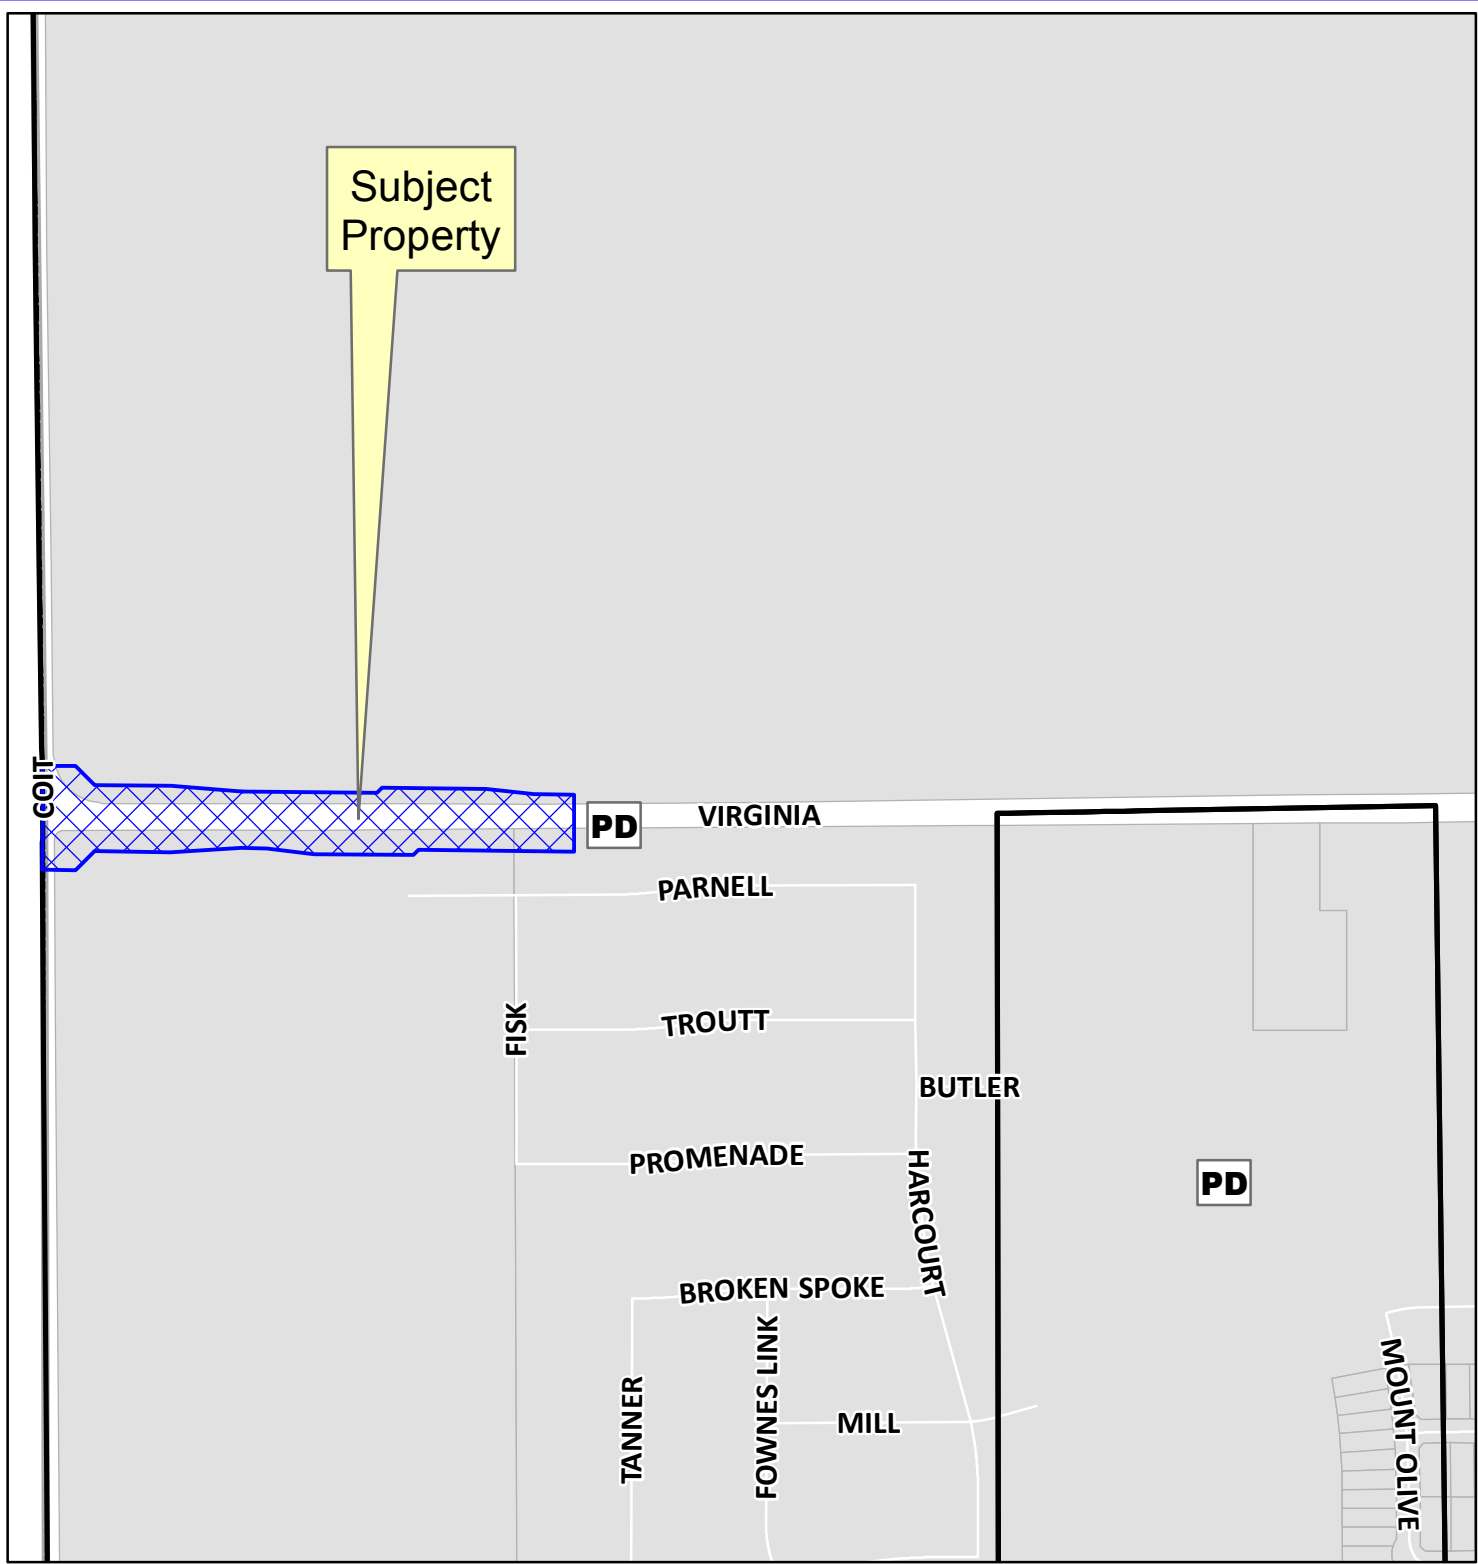 Subject
Property
COIT
PD
VIRGINIA
PARNELL
FISK
TROUTT
BUTLER
PROMENADE
HARCOURT
PD
BROKEN SPOKE
TANNER
FOWNES LINK
MILL
MOUNT OLIVE